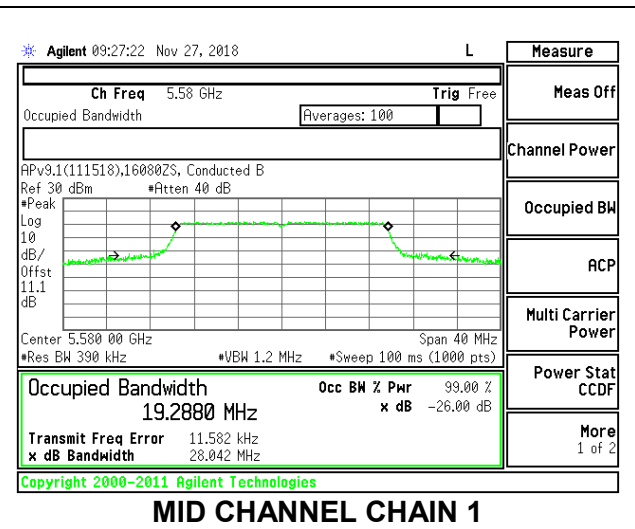 Agilent 09:27:22 Nov 27, 2018 L
Measure
Ch Freq 5.58 GHz Trig Free
Meas Off
Occupied Bandwidth Averages: 100
Channel Power
APv9.1(111518),16080ZS, Conducted B
Ref 30 dBm #Atten 40 dB
#Peak
Log
10
dB/
Offst
11.1
dB
Occupied BW
ACP
Multi Carrier
Power
Center 5.580 00 GHz Span 40 MHz
#Res BW 390 kHz #VBW 1.2 MHz #Sweep 100 ms (1000 pts)
Power Stat
CCDF
Occupied Bandwidth Occ BW % Pwr 99.00 %
19.2880 MHz x dB -26.00 dB
Transmit Freq Error 11.582 kHz
x dB Bandwidth 28.042 MHz
More
1 of 2
Copyright 2000-2011 Agilent Technologies
MID CHANNEL CHAIN 1